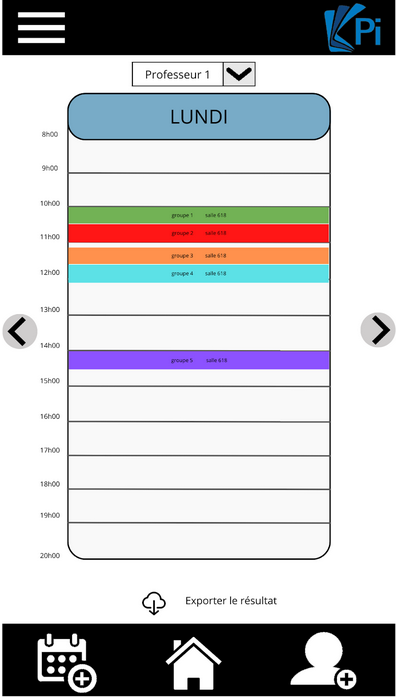 Pi
Professeur 1
LUNDI
8h00
9h00
10h00
groupe 1 salle 618
groupe 2 salle 618
11h00
groupe 3 salle 618
groupe 4 salle 618
12h00
13h00
14h00
groupe 5 salle 618
15h00
16h00
17h00
18h00
19h00
20h00
Exporter le résultat